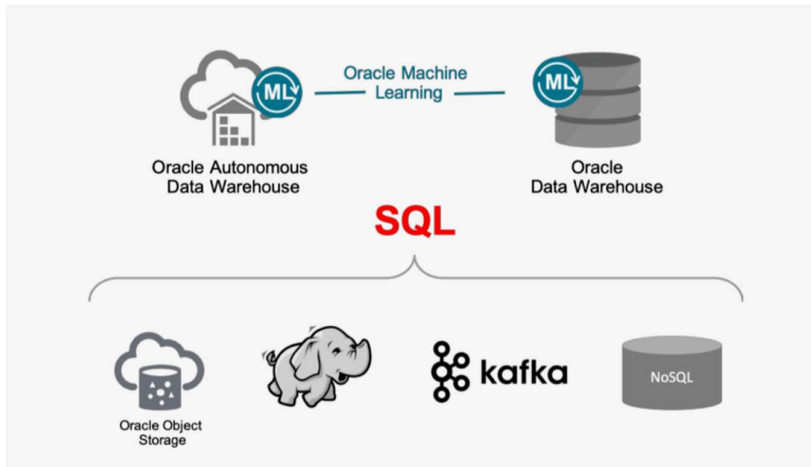 ML
Oracle Machine
Learning
ML
Oracle Autonomous
Data Warehouse
Oracle
Data Warehouse
SQL
Oracle Object
Storage
kafka
NoSQL